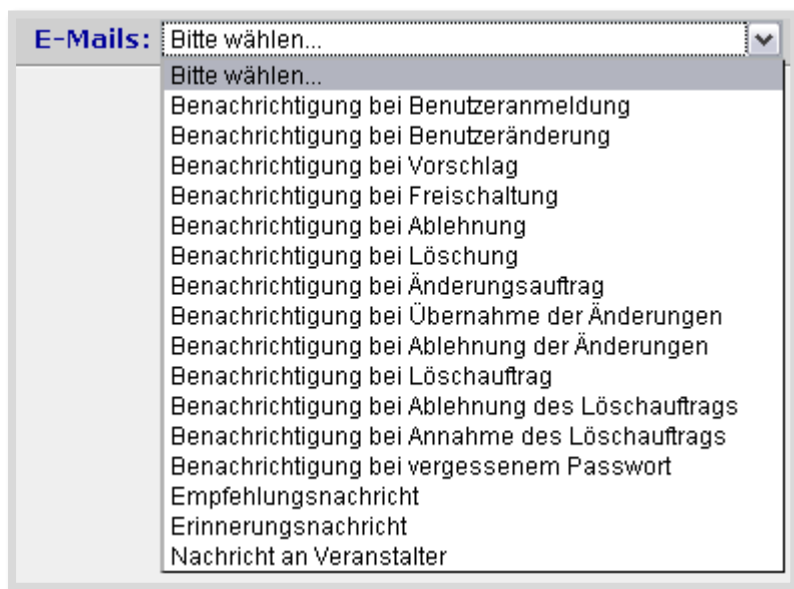 E-Mails: Bitte wählen...
Bitte wählen...
Benachrichtigung bei Benutzeranmeldung
Benachrichtigung bei Benutzeränderung
Benachrichtigung bei Vorschlag
Benachrichtigung bei Freischaltung
Benachrichtigung bei Ablehnung
Benachrichtigung bei Löschung
Benachrichtigung bei Änderungsauftrag
Benachrichtigung bei Übernahme der Änderungen
Benachrichtigung bei Ablehnung der Änderungen
Benachrichtigung bei Löschauftrag
Benachrichtigung bei Ablehnung des Löschauftrags
Benachrichtigung bei Annahme des Löschauftrags
Benachrichtigung bei vergessenem Passwort
Empfehlungsnachricht
Erinnerungsnachricht
Nachricht an Veranstalter